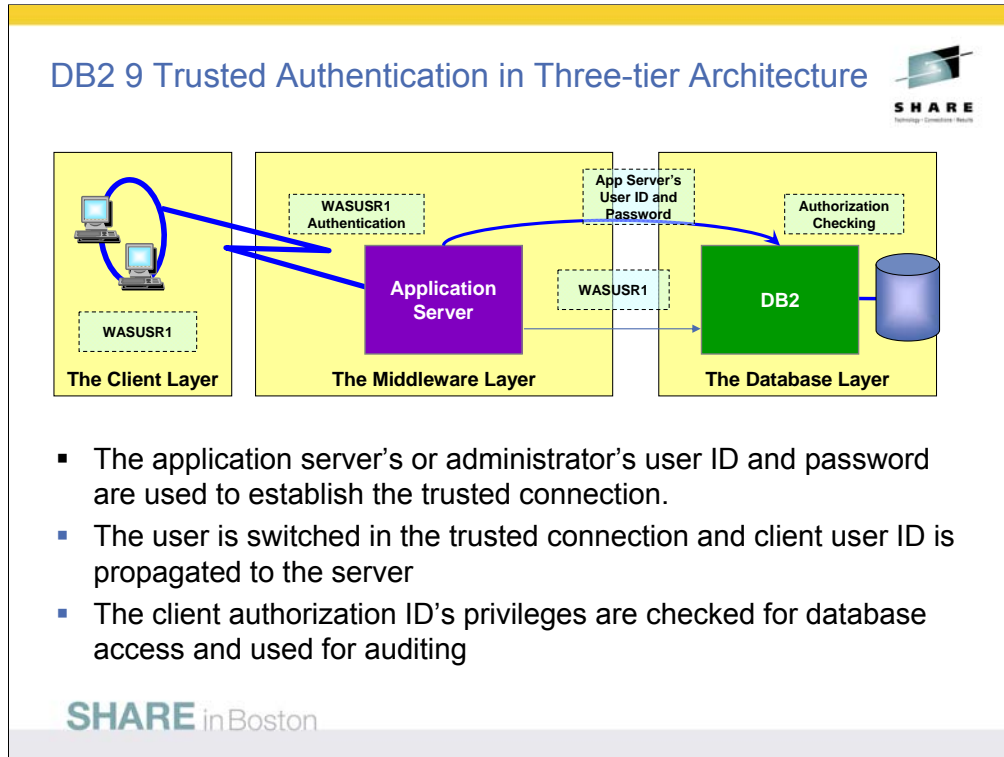 DB2 9 Trusted Authentication in Three-tier Architecture
S H A R E
Technology • Connections • Results
WASUSR1
Authentication
App Server's
User ID and
Password
Authorization
Checking
Application
Server
WASUSR1
DB2
WASUSR1
The Client Layer
The Middleware Layer
The Database Layer
▪ The application server's or administrator's user ID and password
are used to establish the trusted connection.
▪ The user is switched in the trusted connection and client user ID is
propagated to the server
▪ The client authorization ID's privileges are checked for database
access and used for auditing
SHARE in Boston